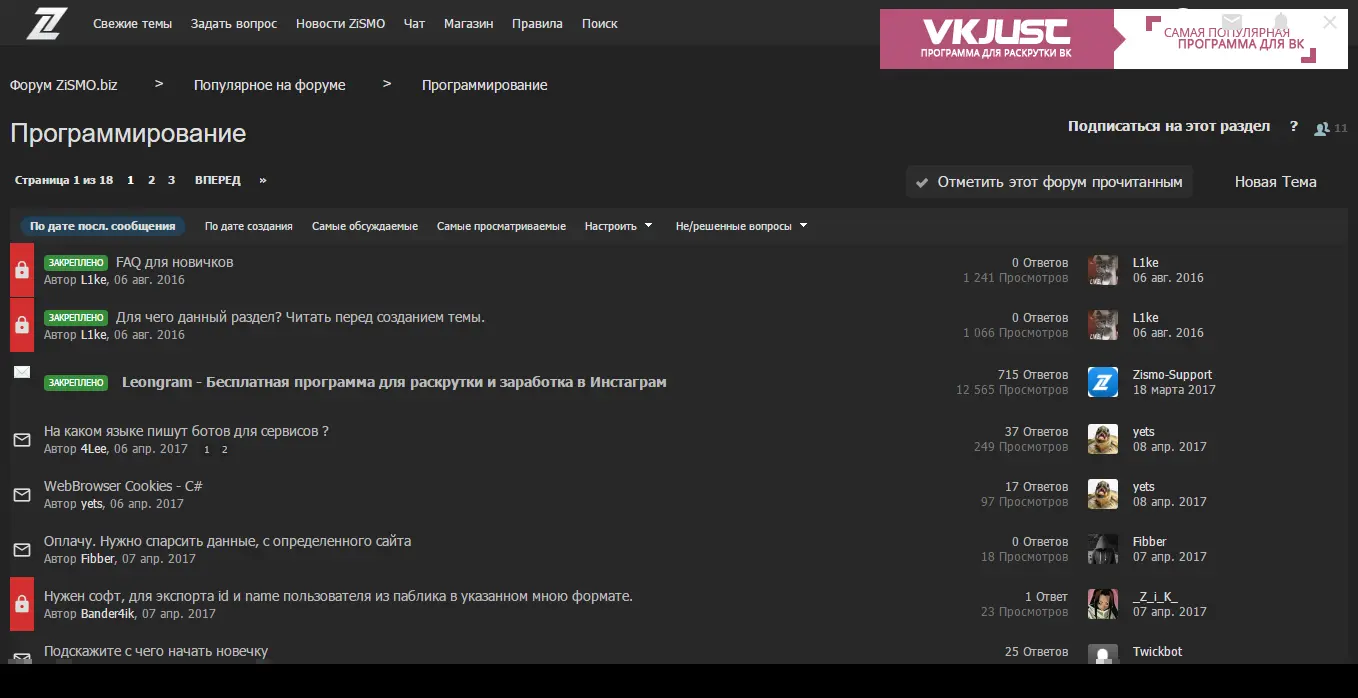 Z Свежие темы Задать вопрос Новости ZiSMO Чат Магазин Правила Поиск
VKJUST
ПРОГРАММА ДЛЯ РАСКРУТКИ ВК
САМАЯ ПОПУЛЯРНАЯ
ПРОГРАММА ДЛЯ ВК
Форум ZiSMO.biz > Популярное на форуме > Программирование
Программирование
Подписаться на этот раздел ? 11
Страница 1 из 18 1 2 3 ВПЕРЕД »
Отметить этот форум прочитанным Новая Тема
По дате посл. сообщения По дате создания Самые обсуждаемые Самые просматриваемые Настроить Не/решенные вопросы
ЗАКРЕПЛЕНО FAQ для новичков 0 Ответов L1ke
Автор L1ke, 06 авг. 2016 1 241 Просмотров 06 авг. 2016
ЗАКРЕПЛЕНО Для чего данный раздел? Читать перед созданием темы. 0 Ответов L1ke
Автор L1ke, 06 авг. 2016 1 066 Просмотров 06 авг. 2016
ЗАКРЕПЛЕНО Leongram - Бесплатная программа для раскрутки и заработка в Инстаграм 715 Ответов Zismo-Support
12 565 Просмотров 18 марта 2017
На каком языке пишут ботов для сервисов ? 37 Ответов yets
Автор 4Lee, 06 апр. 2017 1 2 249 Просмотров 08 апр. 2017
WebBrowser Cookies - C# 17 Ответов yets
Автор yets, 06 апр. 2017 97 Просмотров 08 апр. 2017
Оплачу. Нужно спарсить данные, с определенного сайта 0 Ответов Fibber
Автор Fibber, 07 апр. 2017 18 Просмотров 07 апр. 2017
Нужен софт, для экспорта id и name пользователя из паблика в указанном мною формате. 1 Ответ _Z_i_K_
Автор Bander4ik, 07 апр. 2017 23 Просмотров 07 апр. 2017
Подскажите с чего начать новечку 25 Ответов Twickbot